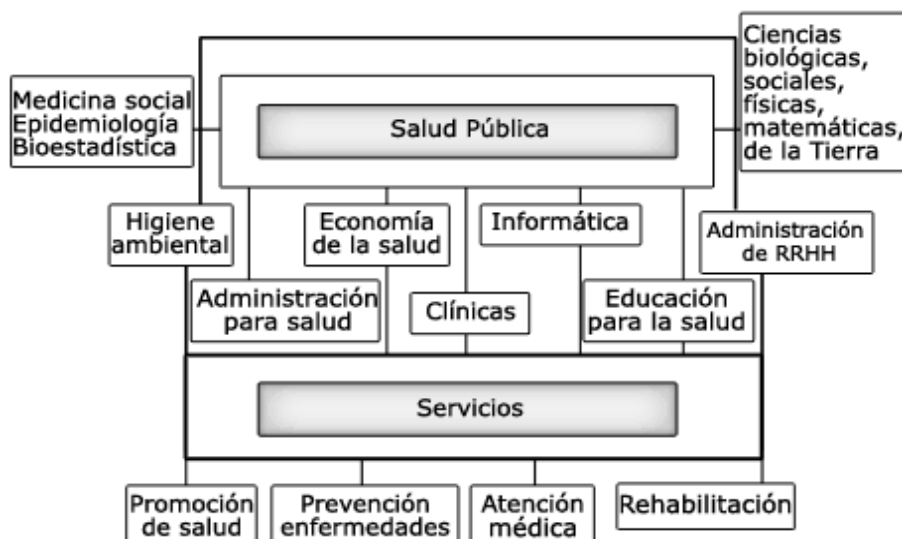 Ciencias
biológicas,
sociales,
físicas,
matemáticas,
de la Tierra
Medicina social
Epidemiología
Bioestadística
Salud Pública
Higiene
ambiental
Economía
de la salud
Informática
Administración
de RRHH
Administración
para salud
Clínicas
Educación
para la salud
Servicios
Promoción
de salud
Prevención
enfermedades
Atención
médica
Rehabilitación